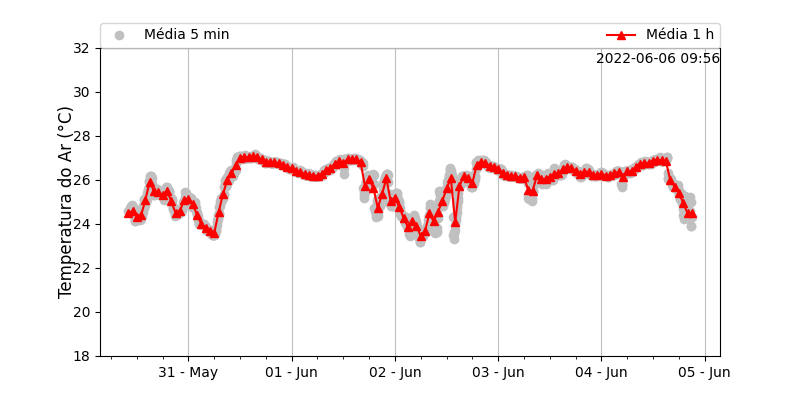 Média 5 min
Média 1 h
2022-06-06 09:56
Temperatura do Ar (°C)
32
30
28
26
24
22
20
18
31 - May
01 - Jun
02 - Jun
03 - Jun
04 - Jun
05 - Jun